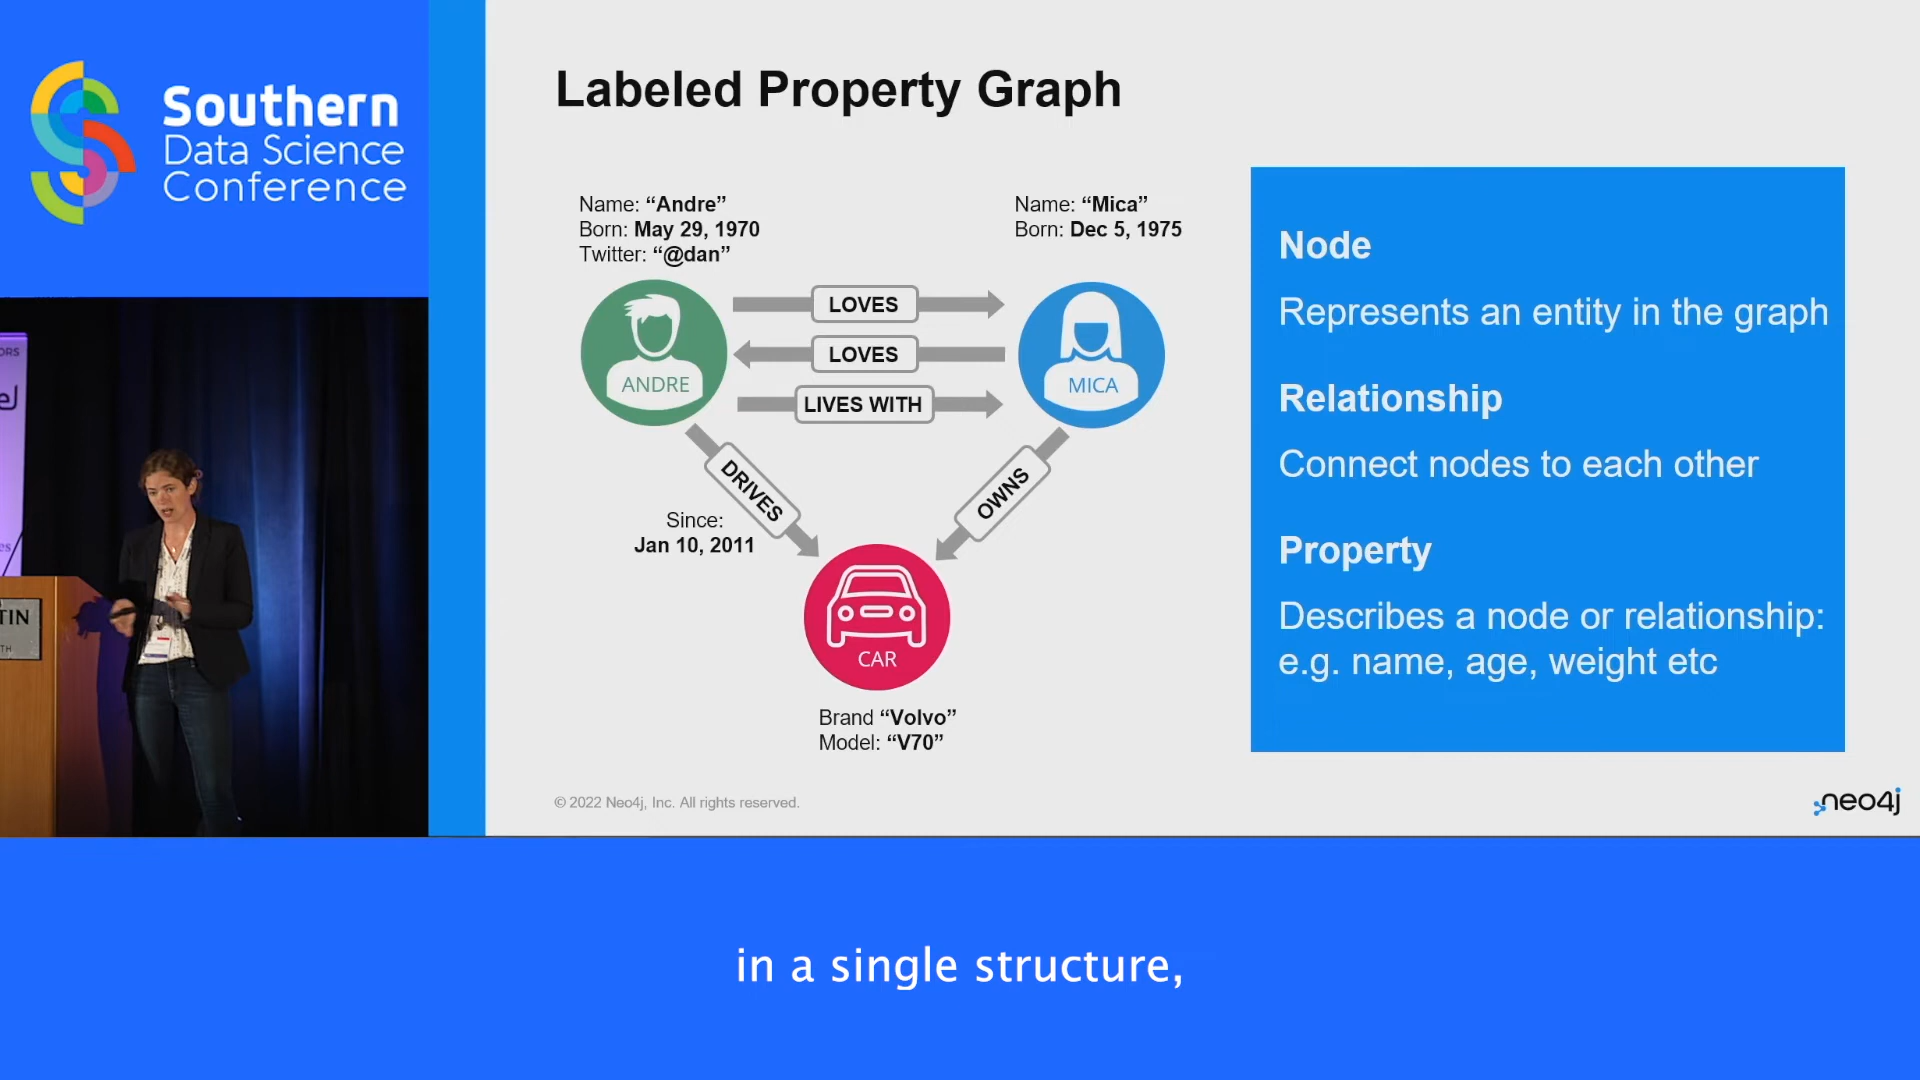 Southern
Data Science
Conference
Labeled Property Graph
Name: “Andre”
Born: May 29, 1970
Twitter: “@dan”
Name: “Mica”
Born: Dec 5, 1975
LOVES
LOVES
LIVES WITH
ANDRE
MICA
DRIVES
OWNS
Since:
Jan 10, 2011
CAR
Brand “Volvo”
Model: “V70”
Node
Represents an entity in the graph
Relationship
Connect nodes to each other
Property
Describes a node or relationship:
e.g. name, age, weight etc
© 2022 Neo4j, Inc. All rights reserved.
neo4j
ORS
TIN
TH
in a single structure,